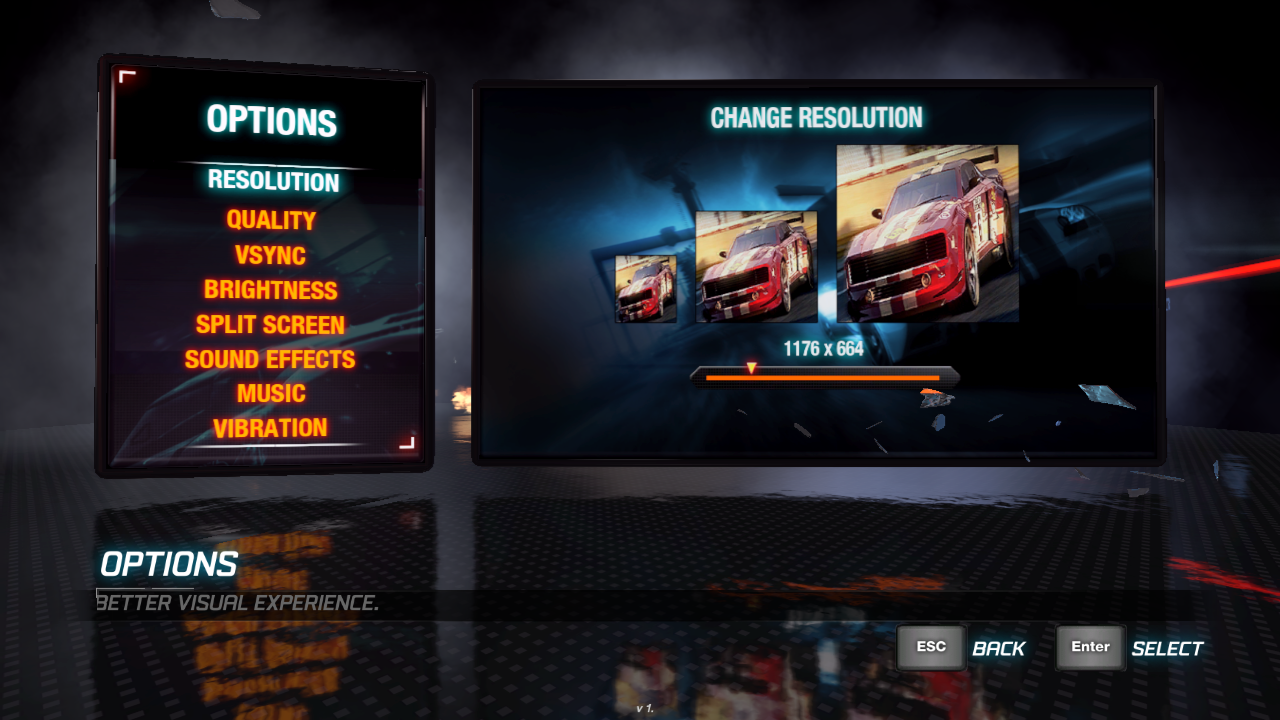 OPTIONS
RESOLUTION
QUALITY
VSYNC
BRIGHTNESS
SPLIT SCREEN
SOUND EFFECTS
MUSIC
VIBRATION
CHANGE RESOLUTION
1176 x 664
OPTIONS
BETTER VISUAL EXPERIENCE.
ESC BACK Enter SELECT
v 1.